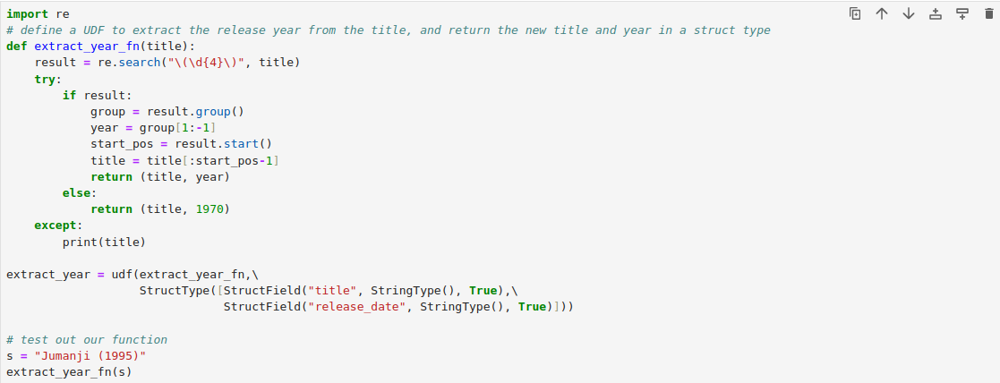 import re
# define a UDF to extract the release year from the title, and return the new title and year in a struct type
def extract_year_fn(title):
    result = re.search("\(\d{4}\)", title)
    try:
        if result:
            group = result.group()
            year = group[1:-1]
            start_pos = result.start()
            title = title[:start_pos-1]
            return (title, year)
        else:
            return (title, 1970)
    except:
        print(title)

extract_year = udf(extract_year_fn,\
                   StructType([StructField("title", StringType(), True),\
                               StructField("release_date", StringType(), True)]))

# test out our function
s = "Jumanji (1995)"
extract_year_fn(s)